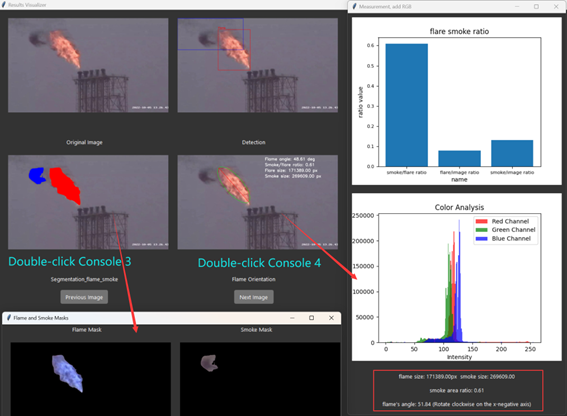 Results Visualizer
Original Image
Detection
Flame angle: 48.61 deg
Smoke/flare ratio: 0.61
Flare size: 171389.00 px
Smoke size: 269609.00 px
Double-click Console 3
Double-click Console 4
Segmentation_flame_smoke
Flame Orientation
Previous Image
Next Image
Flame and Smoke Masks
Flame Mask
Smoke Mask
Measurement, add RGB
flare smoke ratio
ratio value
0.6
0.5
0.4
0.3
0.2
0.1
0.0
smoke/flare ratio
flare/image ratio
smoke/image ratio
name
Color Analysis
250000
200000
150000
100000
50000
0
Red Channel
Green Channel
Blue Channel
0
50
100
150
200
250
Intensity
flame size: 171389.00px smoke size: 269609.00
smoke area ratio: 0.61
flame's angle: 51.84 (Rotate clockwise on the x-negative axis)